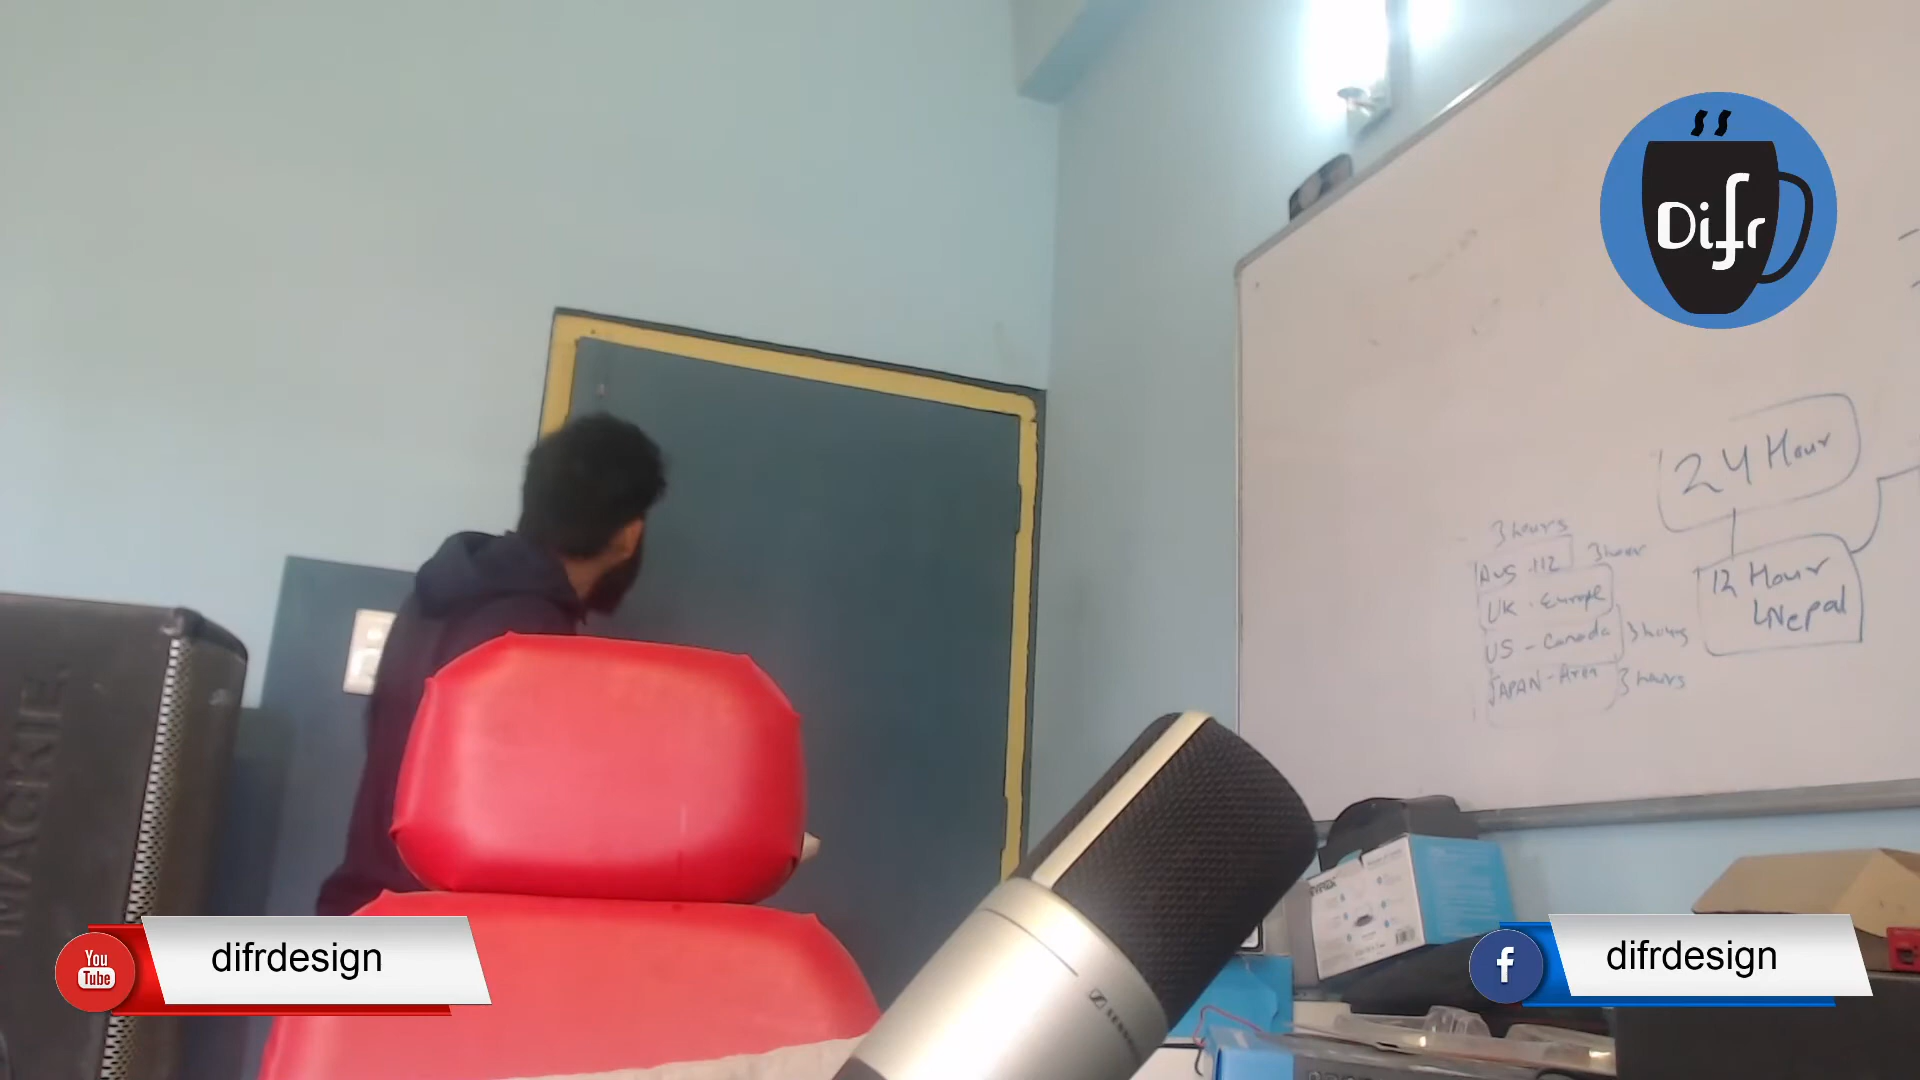 Difr
24 Hour
3 hours
AUS - NZ
3 hour
UK - Europe
US - Canada
3 hours
JAPAN -
3 hours
12 Hour
Nepal
MACKIE
You
Tube
difrdesign
f
difrdesign